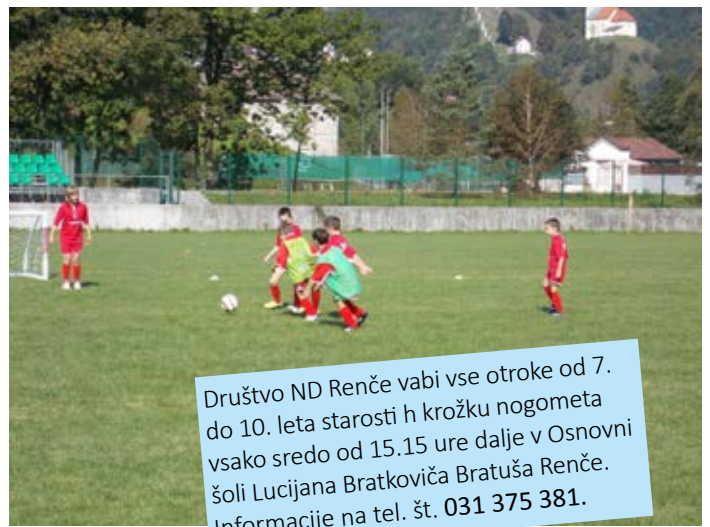 Društvo ND Renče vabi vse otroke od 7.
do 10. leta starosti h krožku nogometa
vsako sredo od 15.15 ure dalje v Osnovni
šoli Lucijana Bratkoviča Bratuša Renče.
Informacije na tel. št. 031 375 381.